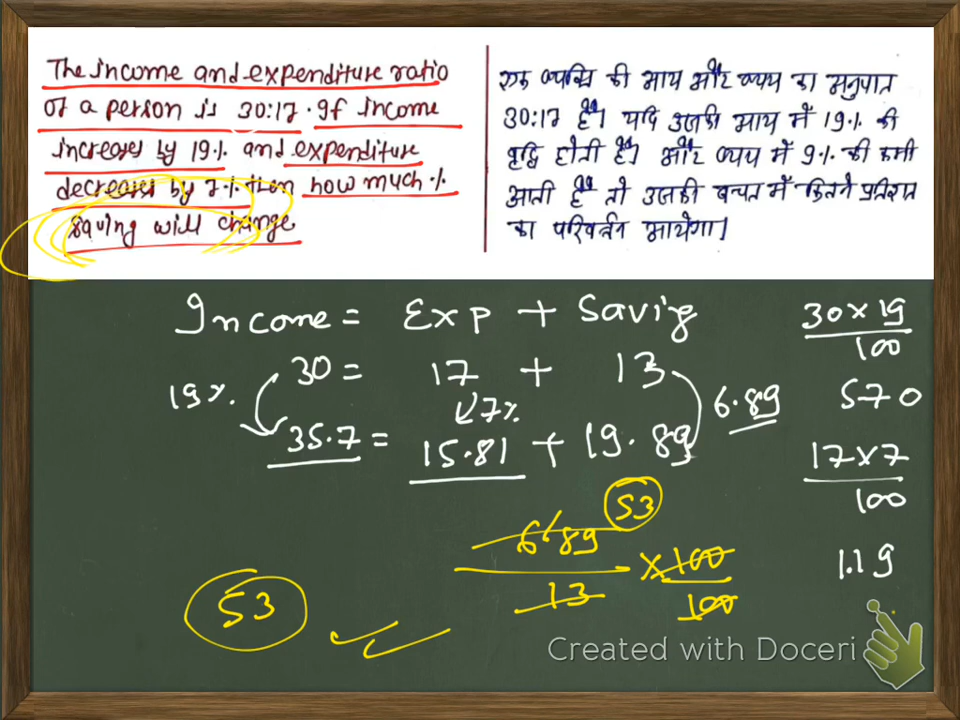 The income and expenditure ratio
of a person is 30:17. If income
increases by 19% and expenditure
decreases by 7% then how much %
saving will change
एक व्यक्ति की आय और व्यय का अनुपात
30:17 है। यदि उसकी आय में 19% की
वृद्धि होती है। और व्यय में 9% की कमी
आती है तो उसकी बचत में कितने प्रतिशत
का परिवर्तन आयेगा।
Income = Exp + Savig
30 = 17 + 13
19%. 7% 6.89
35.7 = 15.81 + 19.89
30×19
100
570
17×7
100
1.19
53
6.89 × 100
13 100
53
Created with Doceri